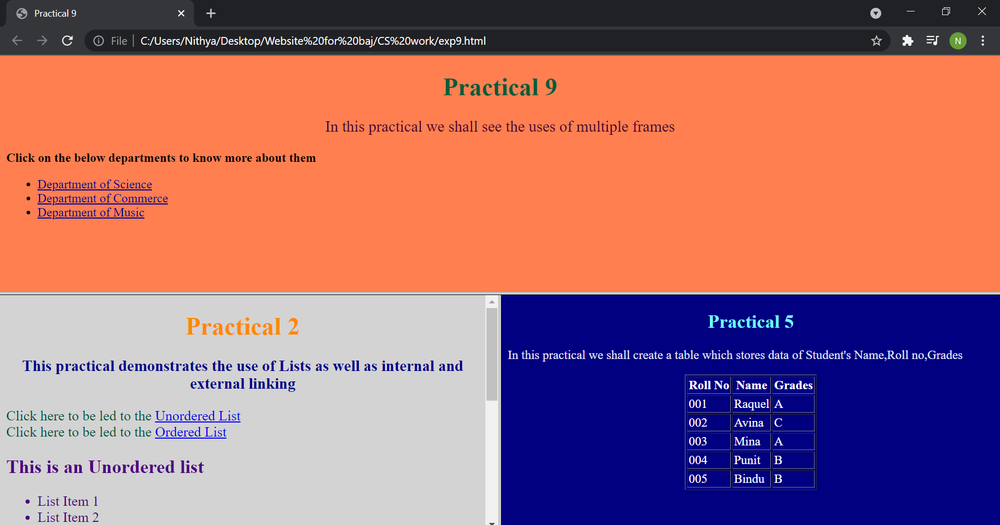 Practical 9
File C:/Users/Nithya/Desktop/Website%20for%20baj/CS%20work/exp9.html
N
Practical 9
In this practical we shall see the uses of multiple frames
Click on the below departments to know more about them
Department of Science
Department of Commerce
Department of Music
Practical 2
This practical demonstrates the use of Lists as well as internal and
external linking
Click here to be led to the Unordered List
Click here to be led to the Ordered List
This is an Unordered list
List Item 1
List Item 2
Practical 5
In this practical we shall create a table which stores data of Student's Name,Roll no,Grades
Roll No Name Grades
001 Raquel A
002 Avina C
003 Mina A
004 Punit B
005 Bindu B